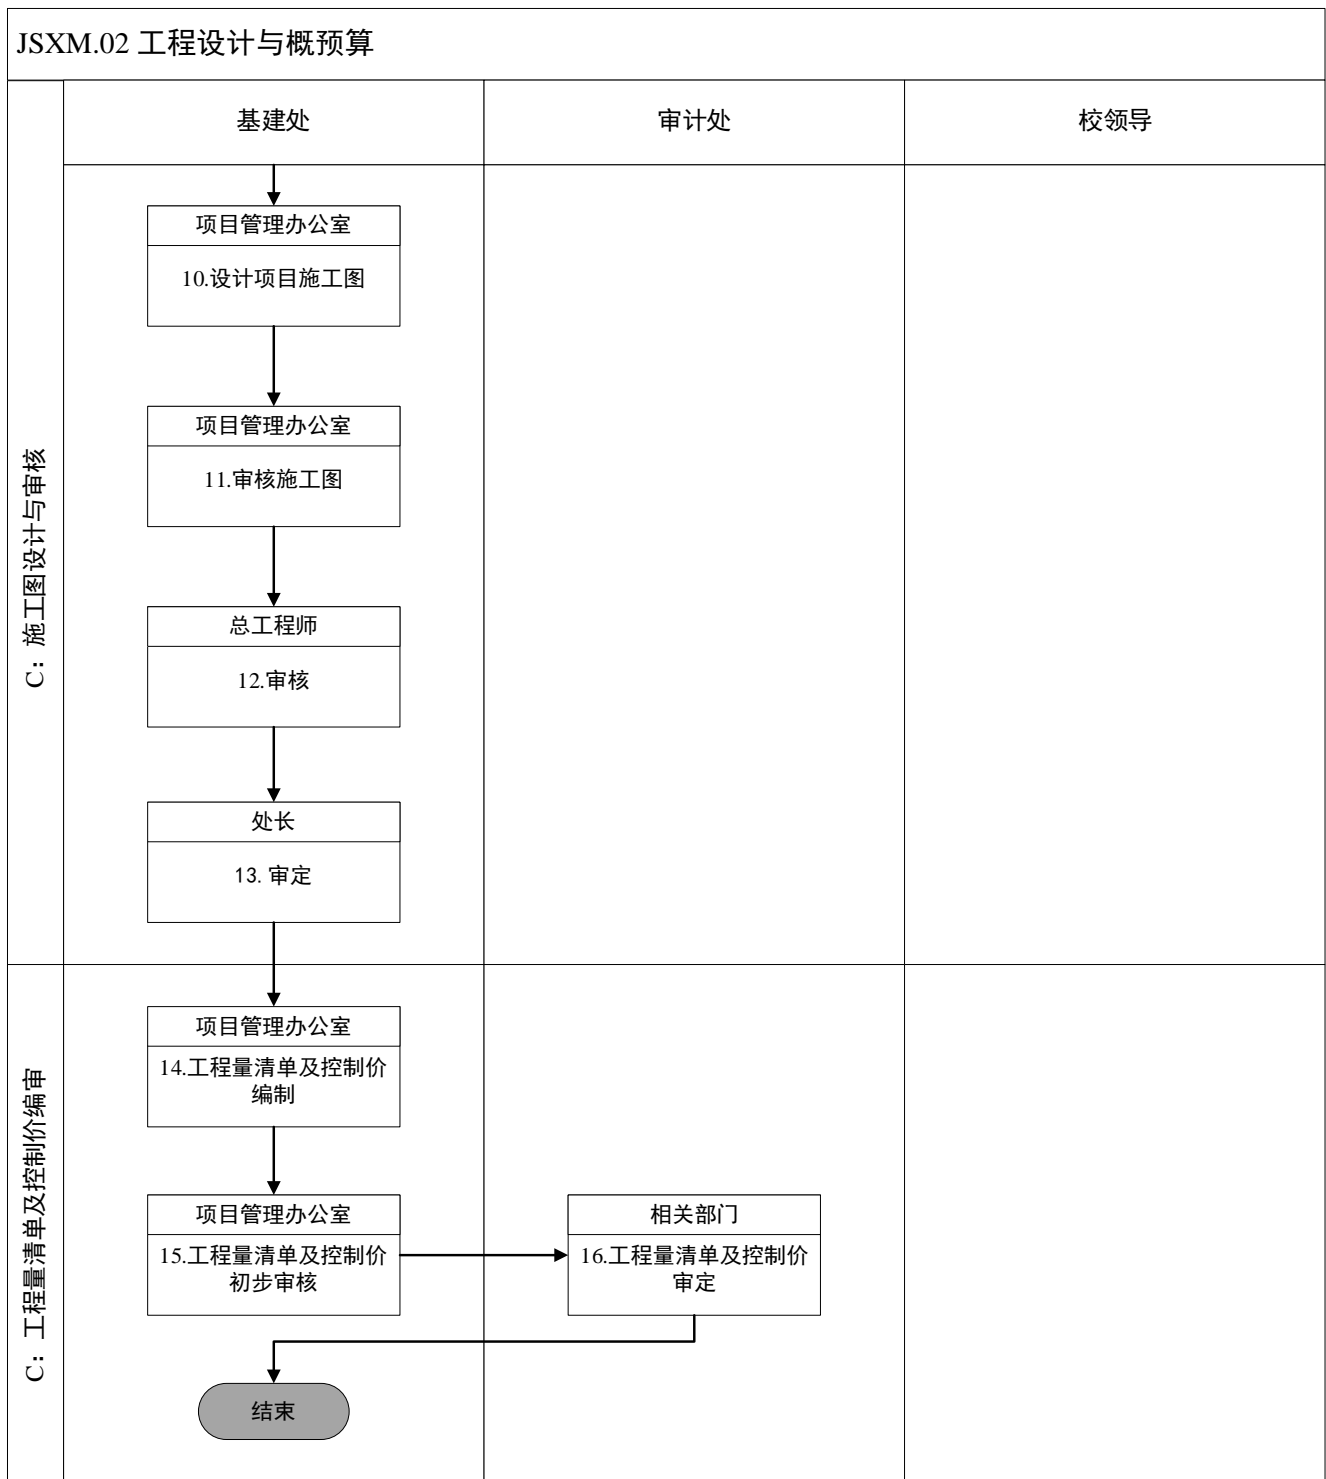 JSXM.02 工程设计与概预算
基建处
审计处
校领导
C：施工图设计与审核
项目管理办公室
10.设计项目施工图
项目管理办公室
11.审核施工图
总工程师
12.审核
处长
13. 审定
C：工程量清单及控制价编审
项目管理办公室
14.工程量清单及控制价
编制
项目管理办公室
15.工程量清单及控制价
初步审核
相关部门
16.工程量清单及控制价
审定
结束